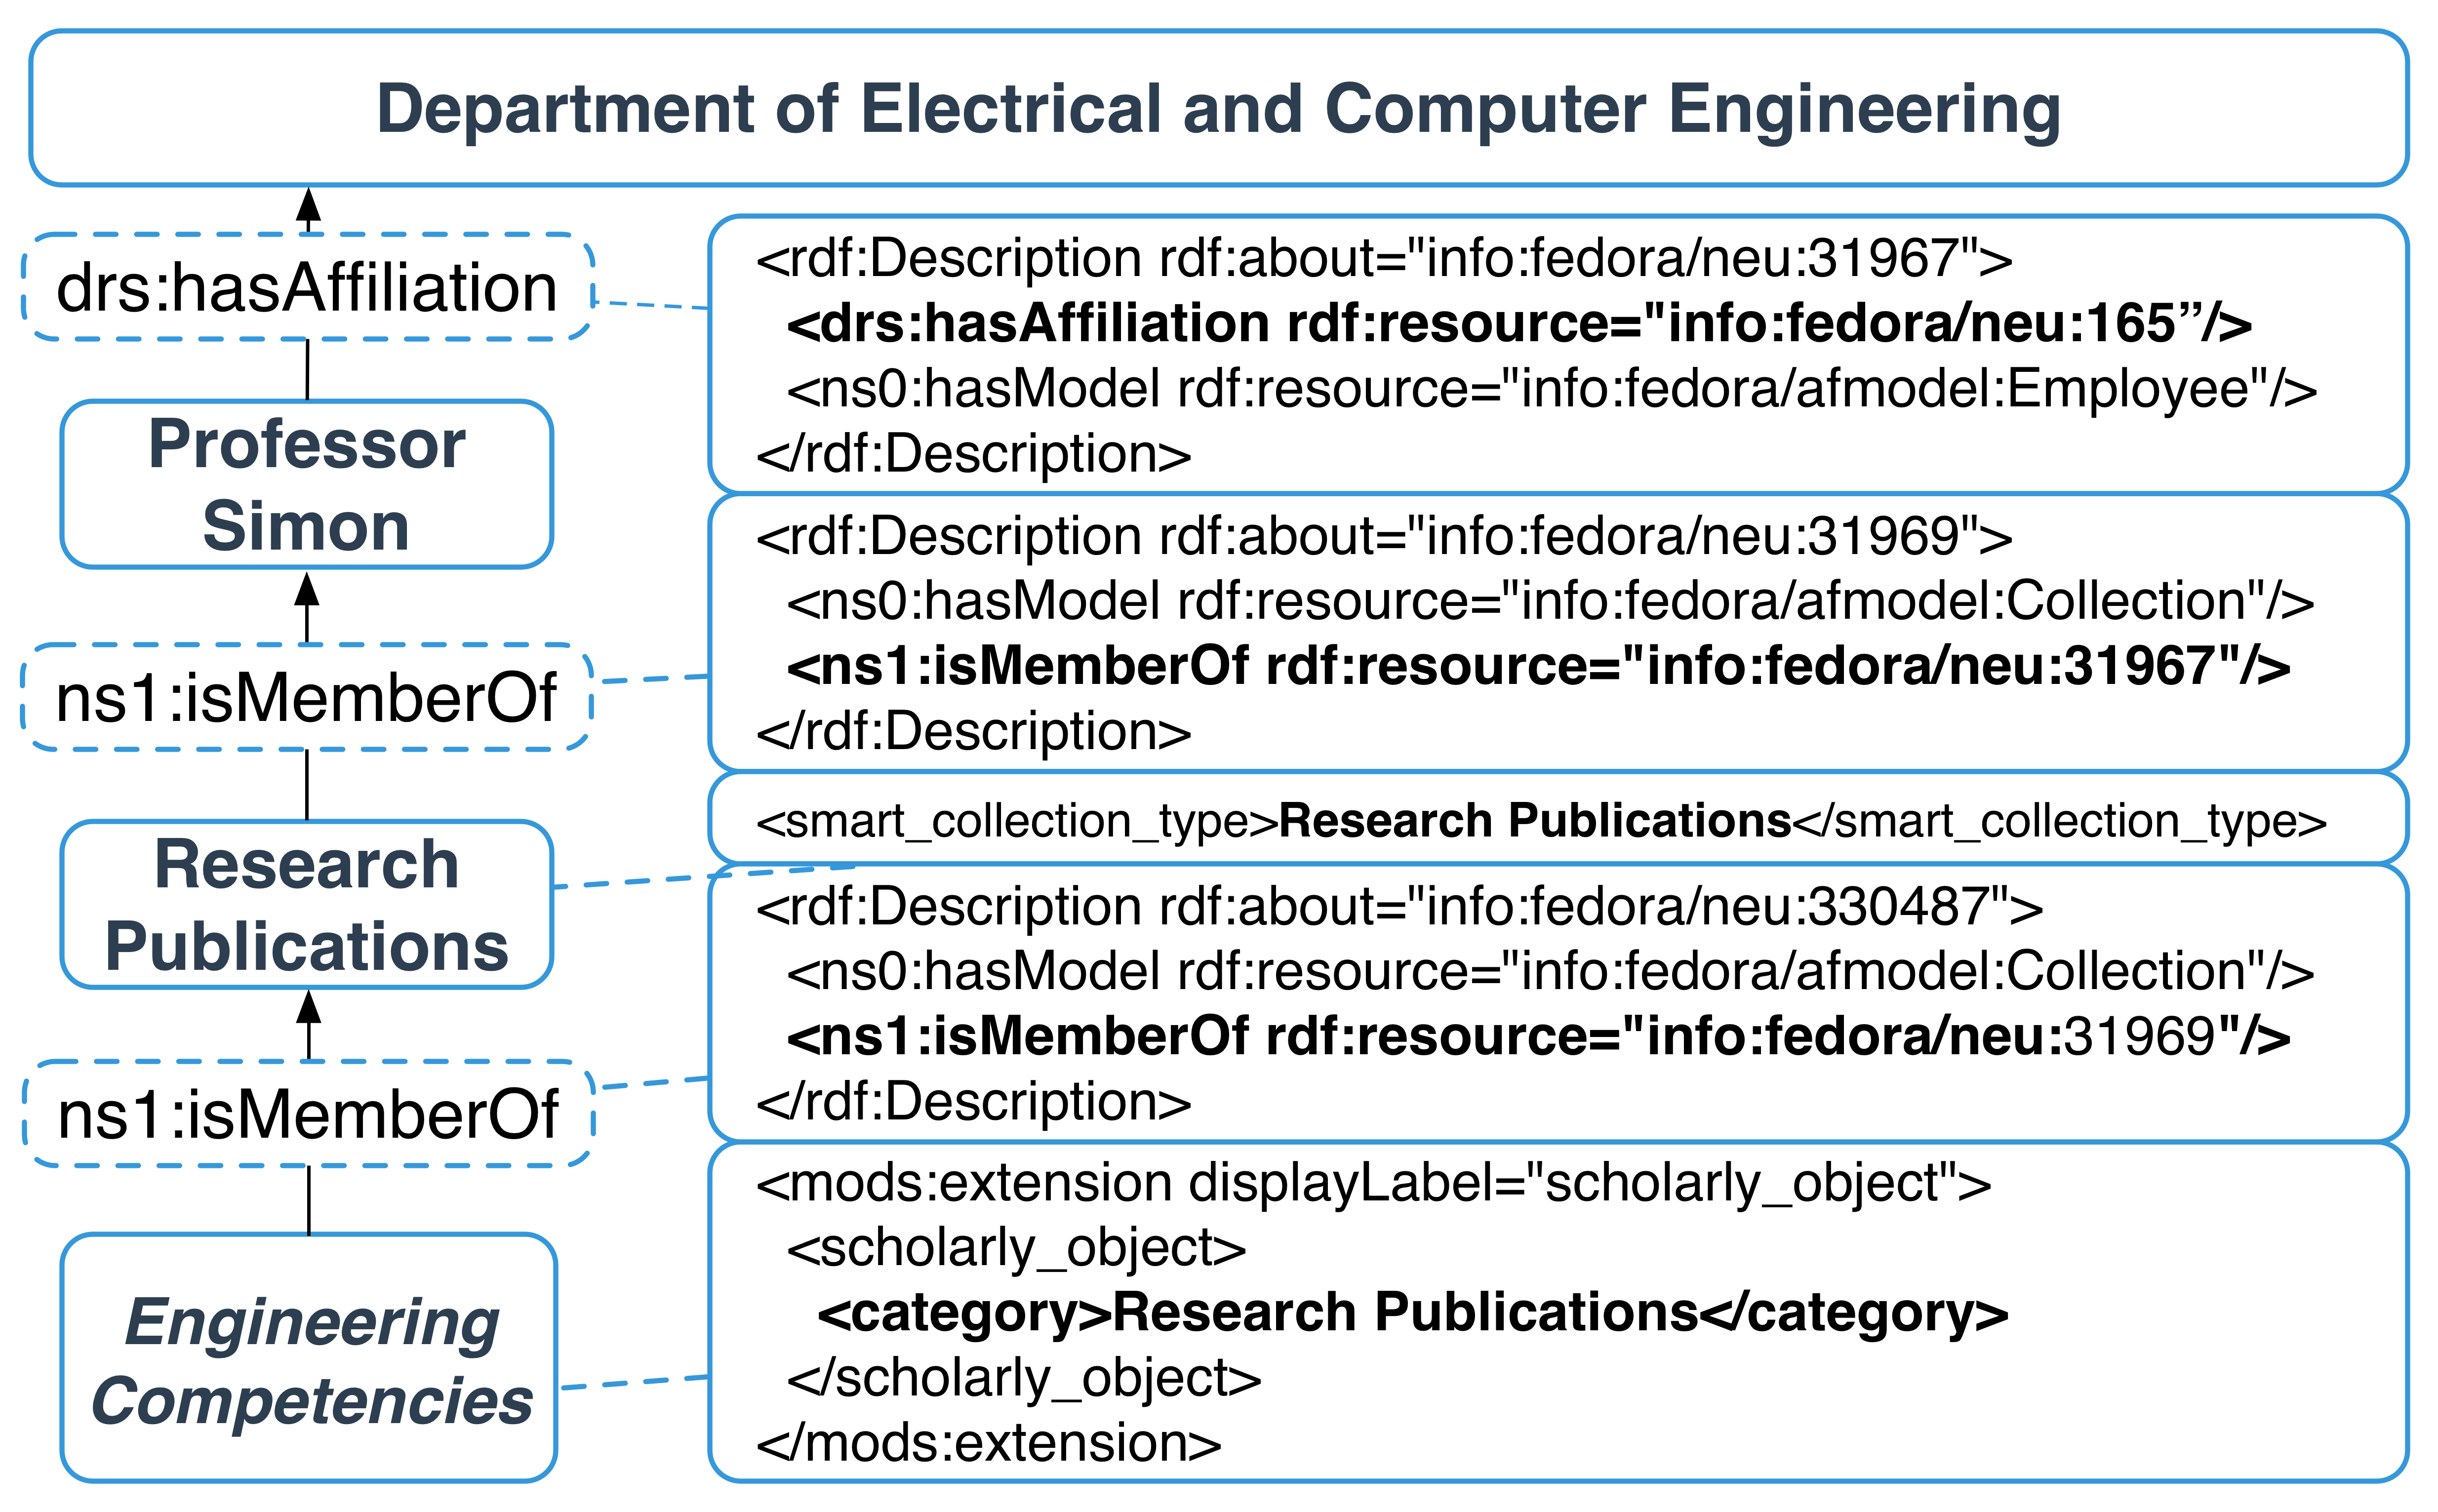 Department of Electrical and Computer Engineering
drs:hasAffiliation
<rdf:Description rdf:about="info:fedora/neu:31967">
<drs:hasAffiliation rdf:resource="info:fedora/neu:165”/>
<ns0:hasModel rdf:resource="info:fedora/afmodel:Employee"/>
</rdf:Description>
Professor
Simon
<rdf:Description rdf:about="info:fedora/neu:31969">
<ns0:hasModel rdf:resource="info:fedora/afmodel:Collection"/>
<ns1:isMemberOf rdf:resource="info:fedora/neu:31967"/>
</rdf:Description>
ns1:isMemberOf
<smart_collection_type>Research Publications</smart_collection_type>
Research
Publications
<rdf:Description rdf:about="info:fedora/neu:330487">
<ns0:hasModel rdf:resource="info:fedora/afmodel:Collection"/>
<ns1:isMemberOf rdf:resource="info:fedora/neu:31969"/>
</rdf:Description>
ns1:isMemberOf
<mods:extension displayLabel="scholarly_object">
<scholarly_object>
<category>Research Publications</category>
</scholarly_object>
</mods:extension>
Engineering
Competencies